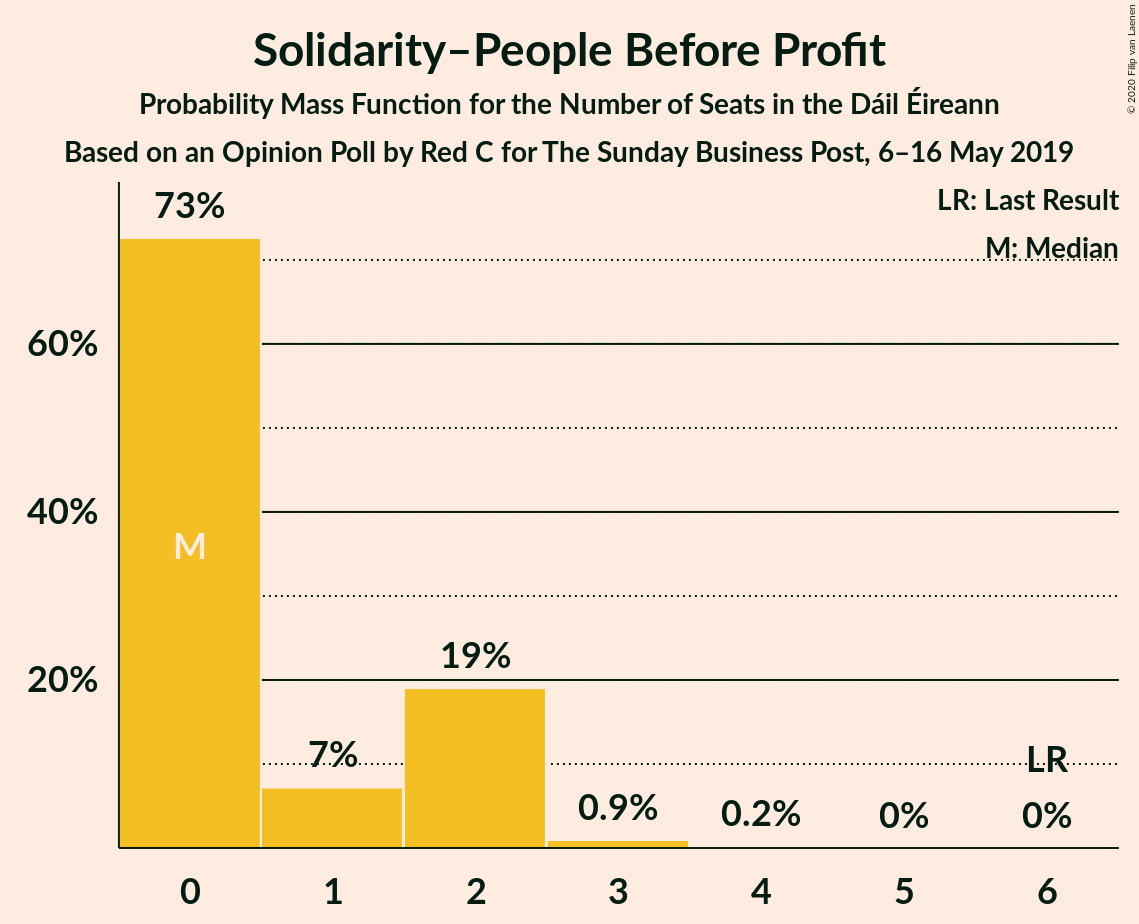 Solidarity–People Before Profit
Probability Mass Function for the Number of Seats in the Dáil Éireann
Based on an Opinion Poll by Red C for The Sunday Business Post, 6–16 May 2019
© 2020 Filip van Laenen
LR: Last Result
M: Median
73%
60%
40%
M
20%
19%
7%
LR
0.9%
0.2%
0%
0%
0 1 2 3 4 5 6